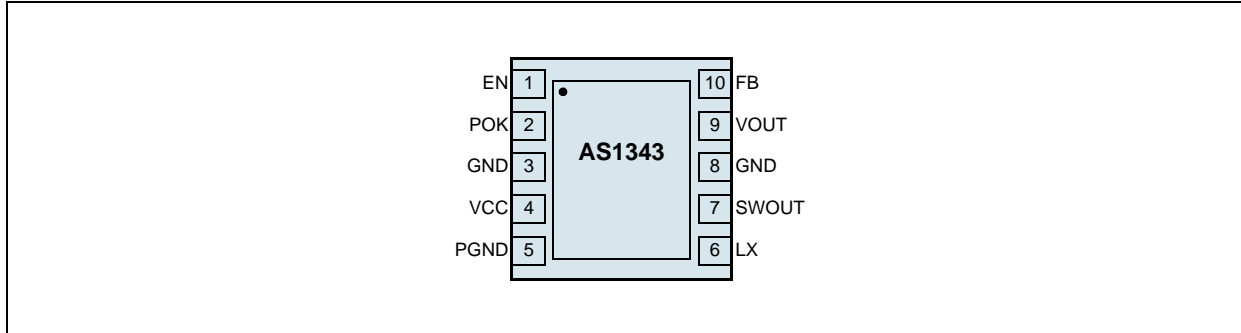 EN 1 10 FB
POK 2 9 VOUT
AS1343
GND 3 8 GND
VCC 4 7 SWOUT
PGND 5 6 LX